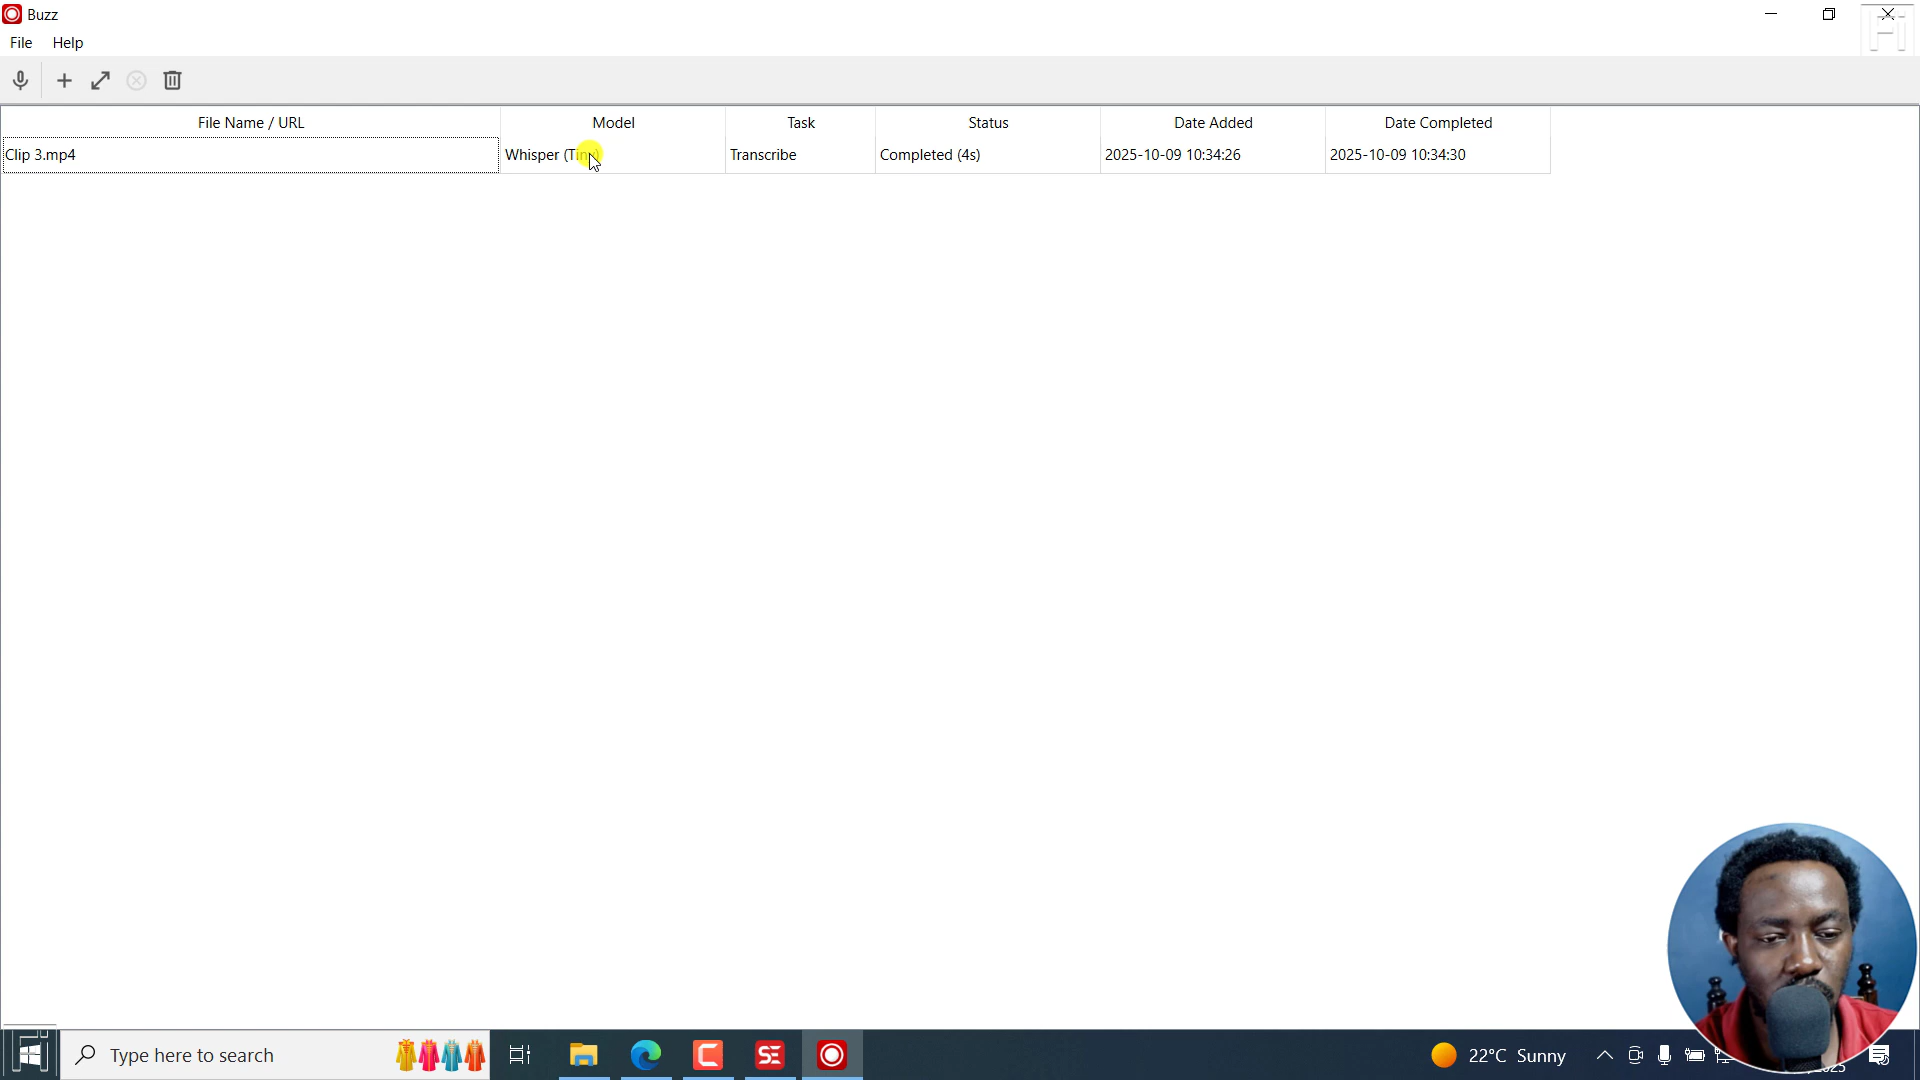 Buzz
File Help
File Name / URL Model Task Status Date Added Date Completed
Clip 3.mp4 Whisper (Tiny) Transcribe Completed (4s) 2025-10-09 10:34:26 2025-10-09 10:34:30
Type here to search SE 22°C Sunny